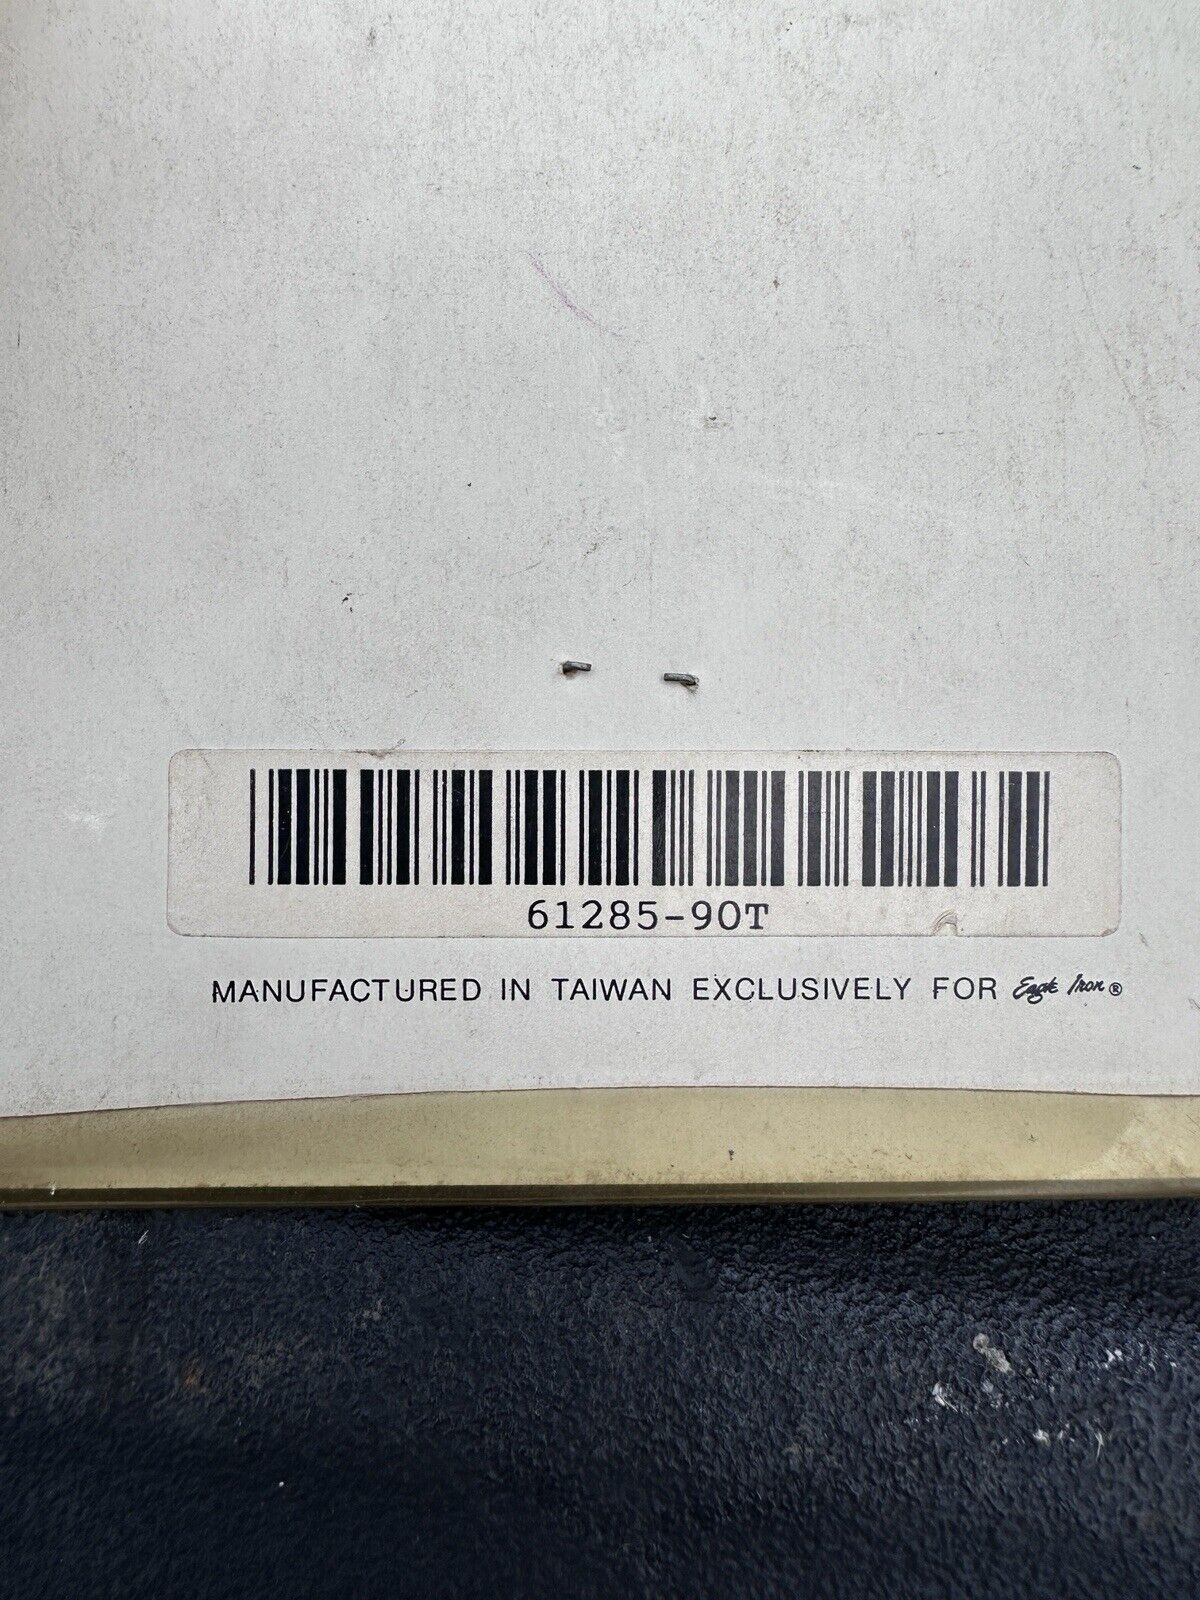 61285-90T
MANUFACTURED IN TAIWAN EXCLUSIVELY FOR Eagle Iron®